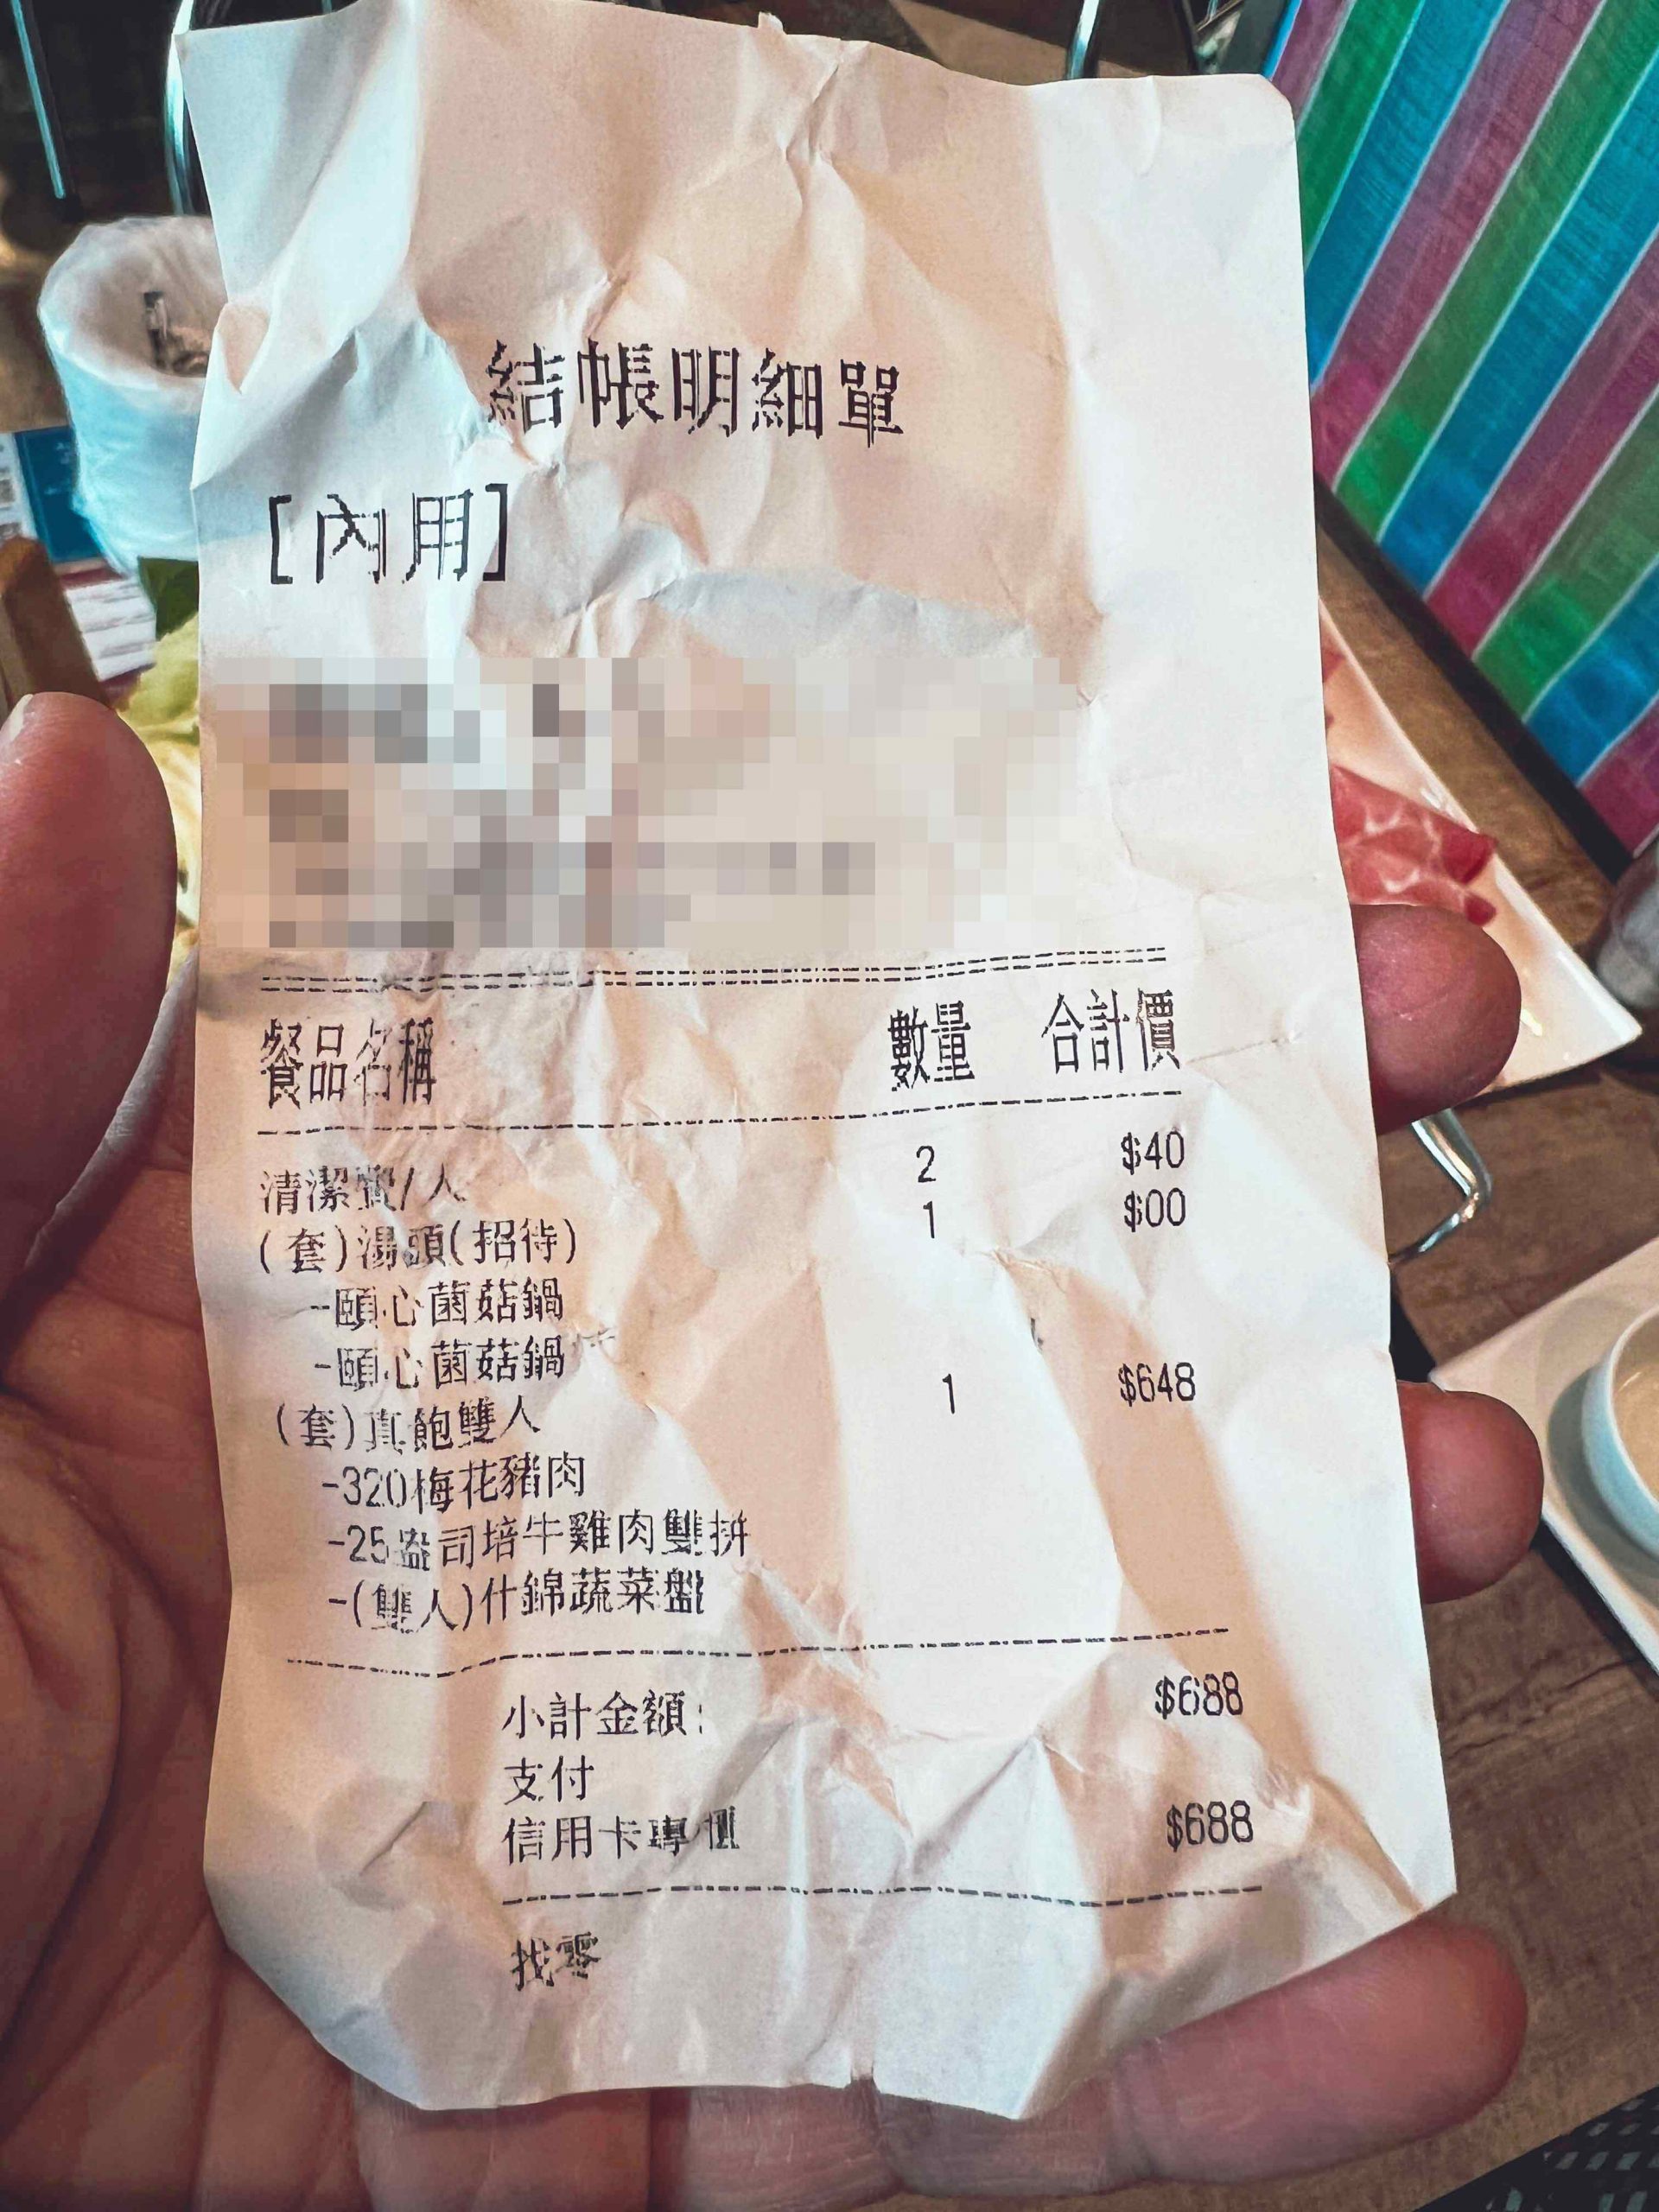 結帳明細單
[內用]
餐品名稱 數量 合計價
清潔費/人 2 $40
(套)湯頭(招待) 1 $00
-頤心菌菇鍋
-頤心菌菇鍋
(套)真飽雙人 1 $648
-320梅花豬肉
-25盎司培牛雞肉雙拼
-(雙人)什錦蔬菜盤
小計金額: $688
支付
信用卡專櫃 $688
找零